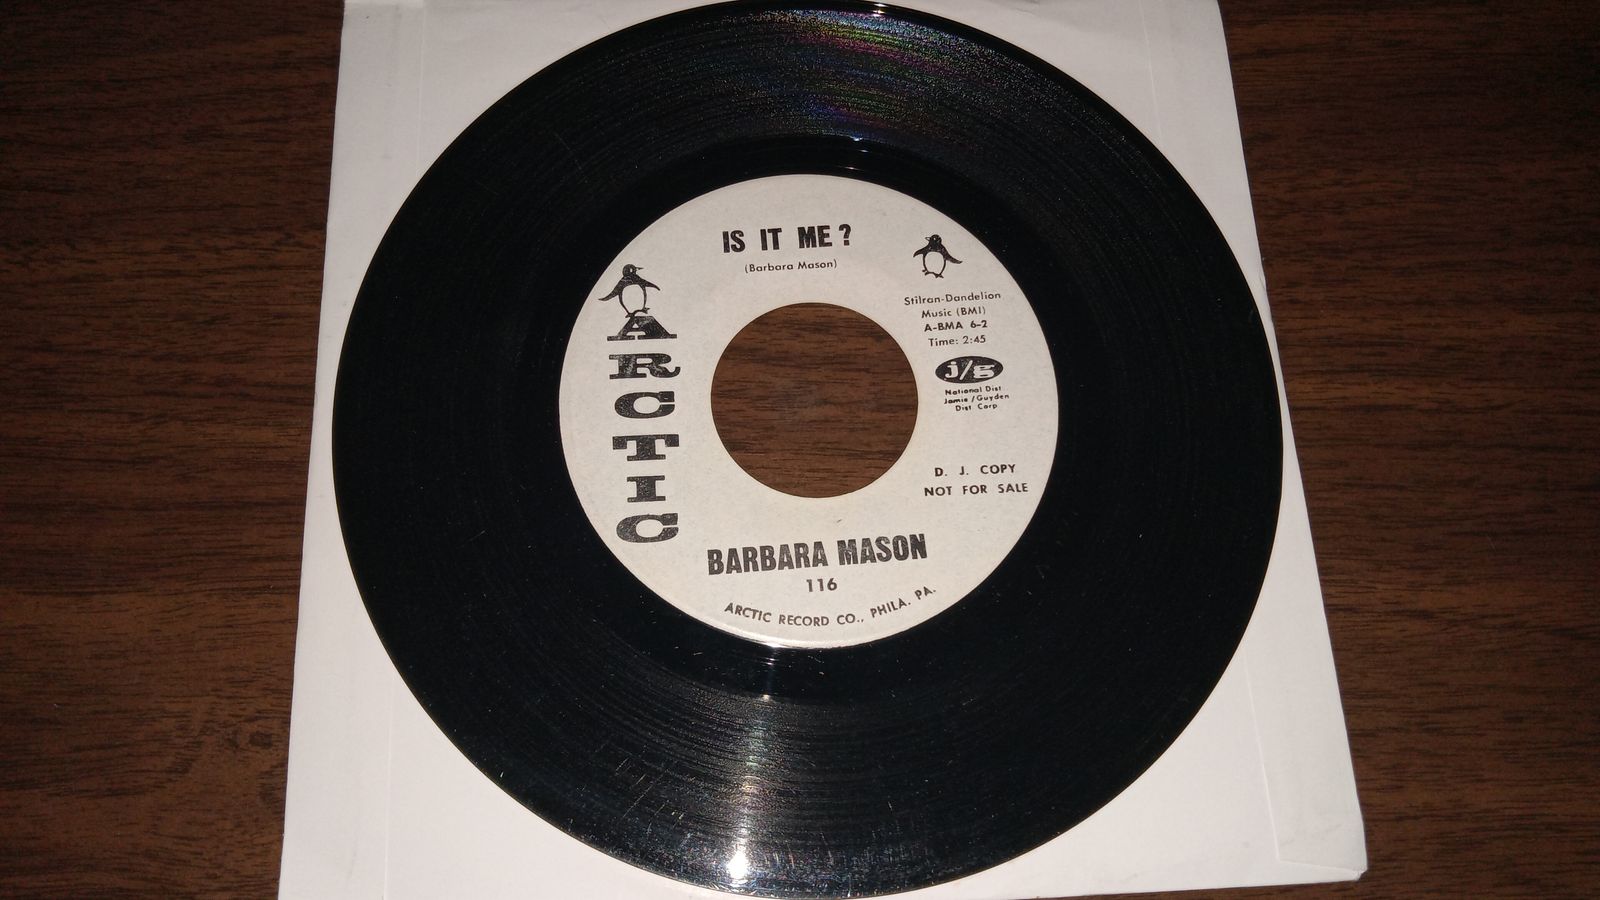 IS IT ME?
(Barbara Mason)
ARCTIC
Stilran-Dandelion
Music (BMI)
A-BMA 6-2
Time: 2:45
j/g
National Dist
Jamie/Guyden
Dist Corp
D. J. COPY
NOT FOR SALE
BARBARA MASON
116
ARCTIC RECORD CO., PHILA. PA.